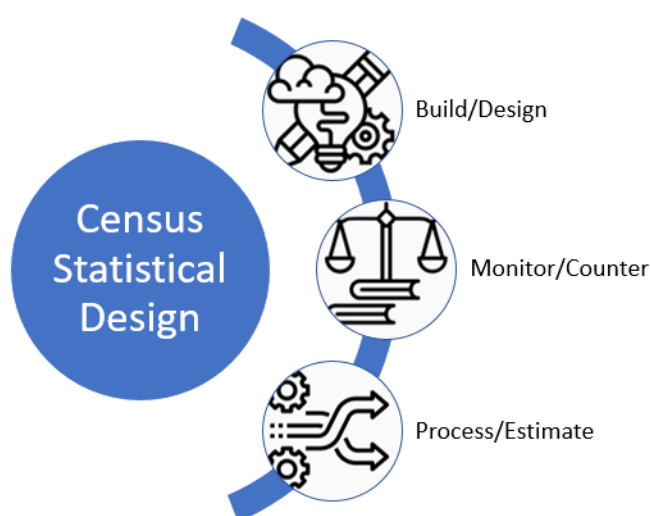 Census
Statistical
Design
Build/Design
Monitor/Counter
Process/Estimate